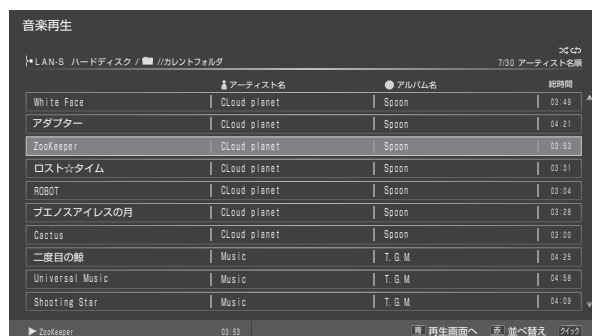 音楽再生
LAN-S ハードディスク / //カレントフォルダ 7/30 アーティスト名順
アーティスト名 アルバム名 総時間
White Face CLoud planet Spoon 03:49
アダプター CLoud planet Spoon 04:21
ZooKeeper CLoud planet Spoon 03:53
ロスト☆タイム CLoud planet Spoon 03:31
ROBOT CLoud planet Spoon 03:04
ブエノスアイレスの月 CLoud planet Spoon 03:28
Cactus CLoud planet Spoon 03:00
二度目の鯨 Music T. G. M. 04:25
Universal Music Music T. G. M. 04:58
Shooting Star Music T. G. M. 04:09
ZooKeeper 03:53 青 再生画面へ 赤 並べ替え クイック